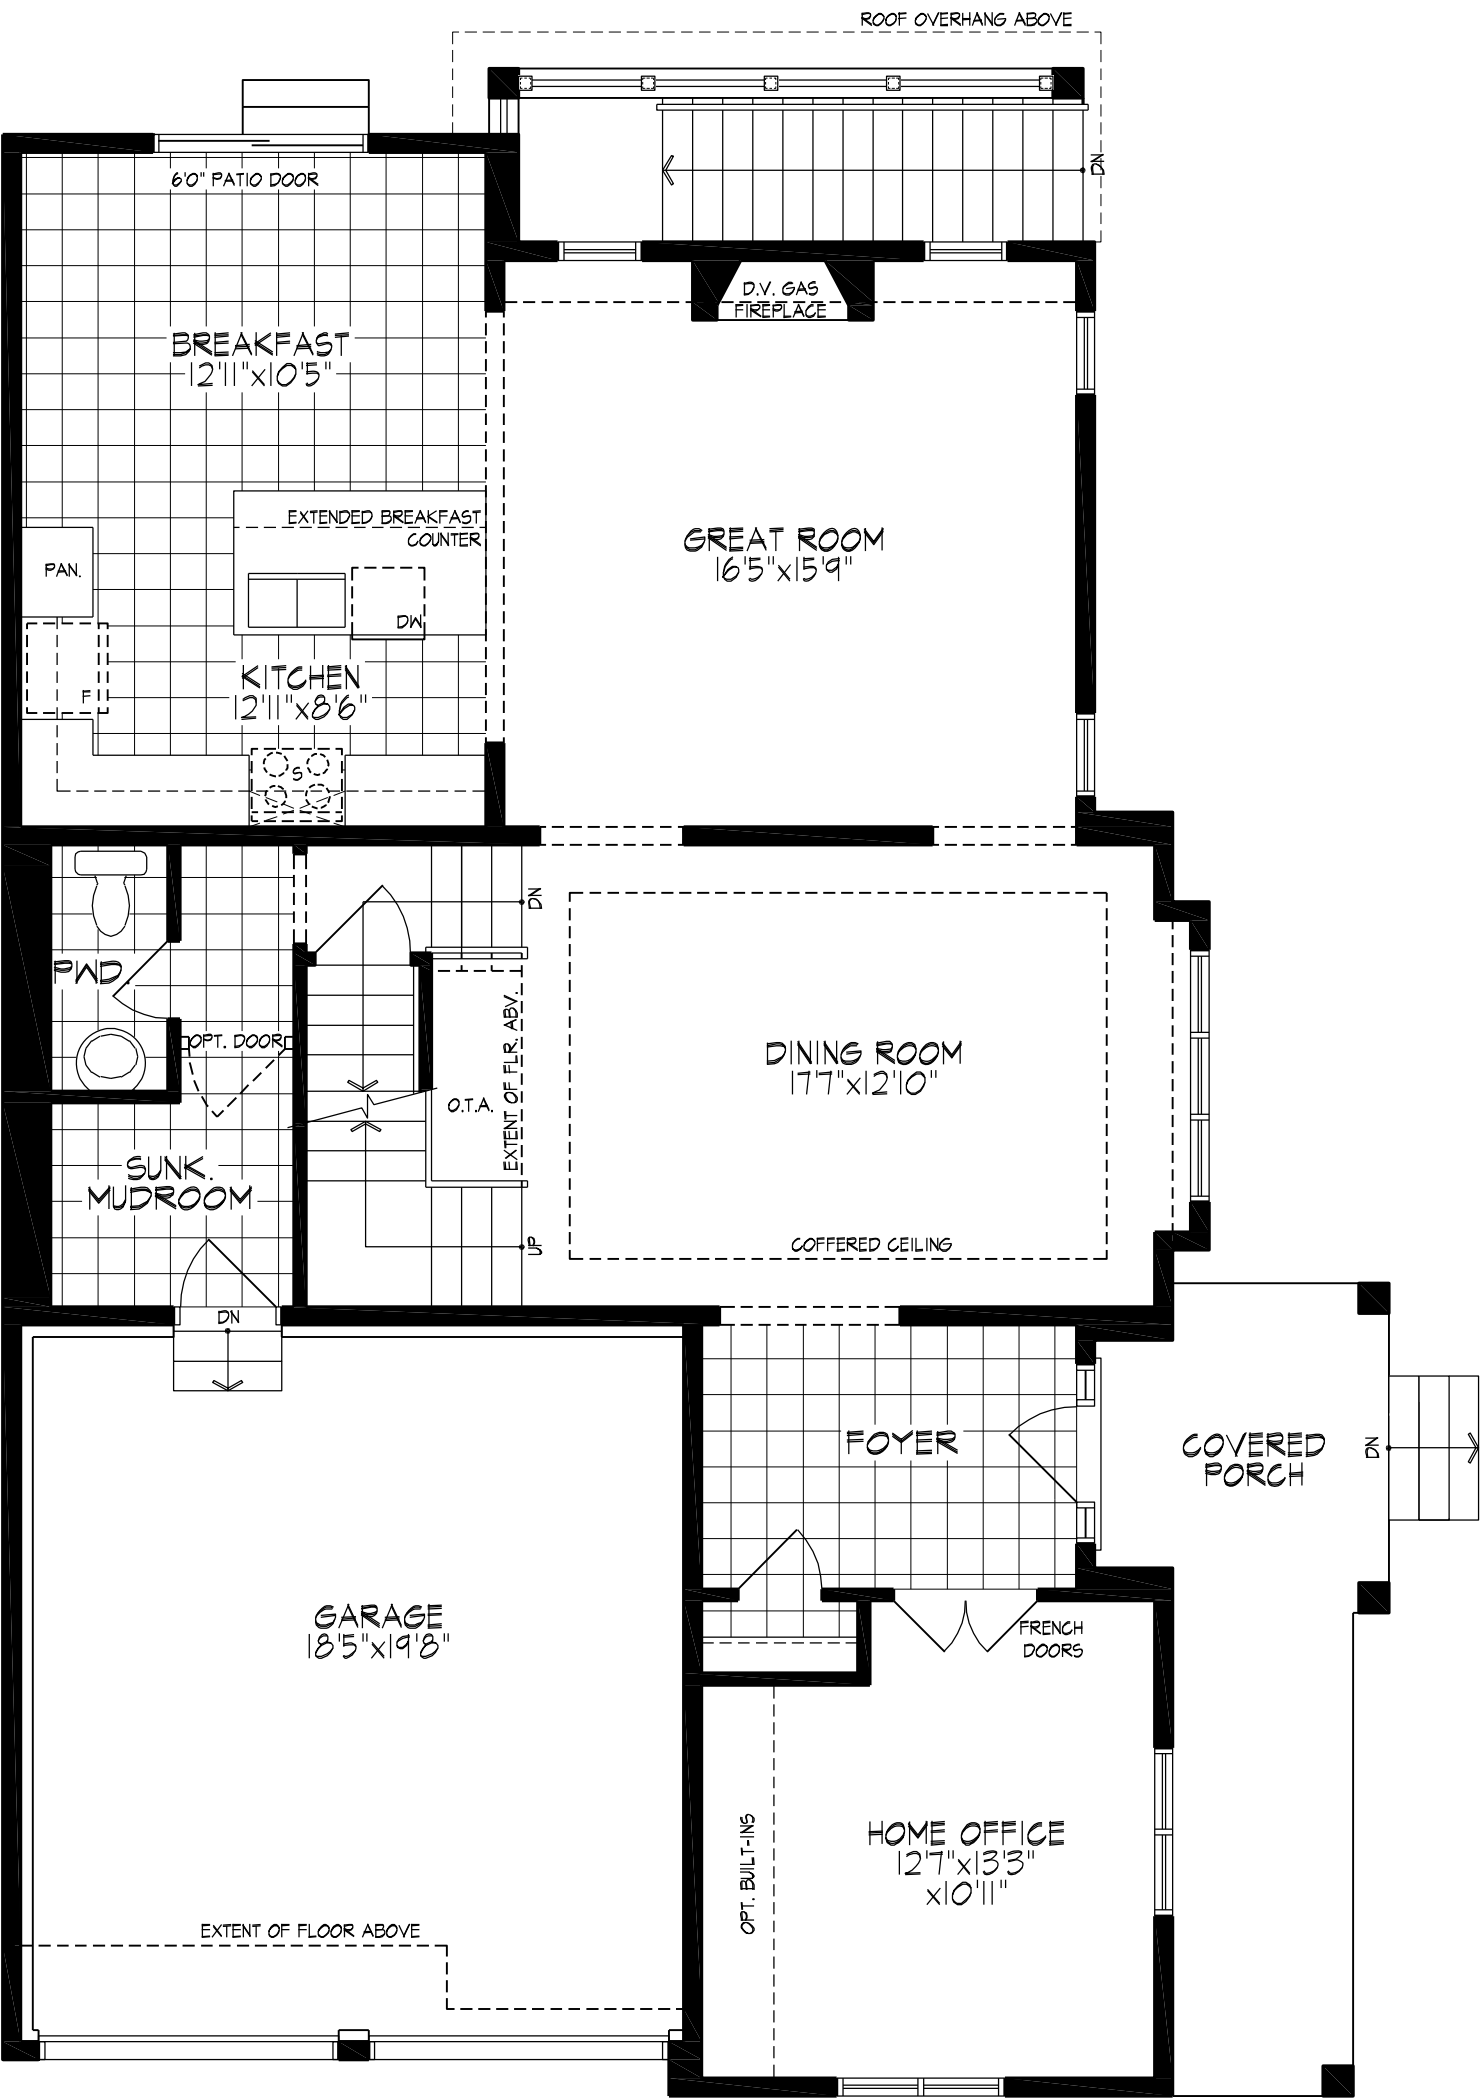 ROOF OVERHANG ABOVE
DN
6'0" PATIO DOOR
D.V. GAS
FIREPLACE
BREAKFAST
12'11"x10'5"
EXTENDED BREAKFAST
COUNTER
GREAT ROOM
16'5"x15'9"
PAN.
DW
F
KITCHEN
12'11"x8'6"
S
DN
PWD.
OPT. DOOR
EXTENT OF FLR. ABV.
O.T.A.
DINING ROOM
17'7"x12'10"
SUNK.
MUDROOM
UP
COFFERED CEILING
DN
FOYER
COVERED
PORCH
DN
GARAGE
18'5"x19'8"
FRENCH
DOORS
HOME OFFICE
12'7"x13'3"
x10'11"
OPT. BUILT-INS
EXTENT OF FLOOR ABOVE